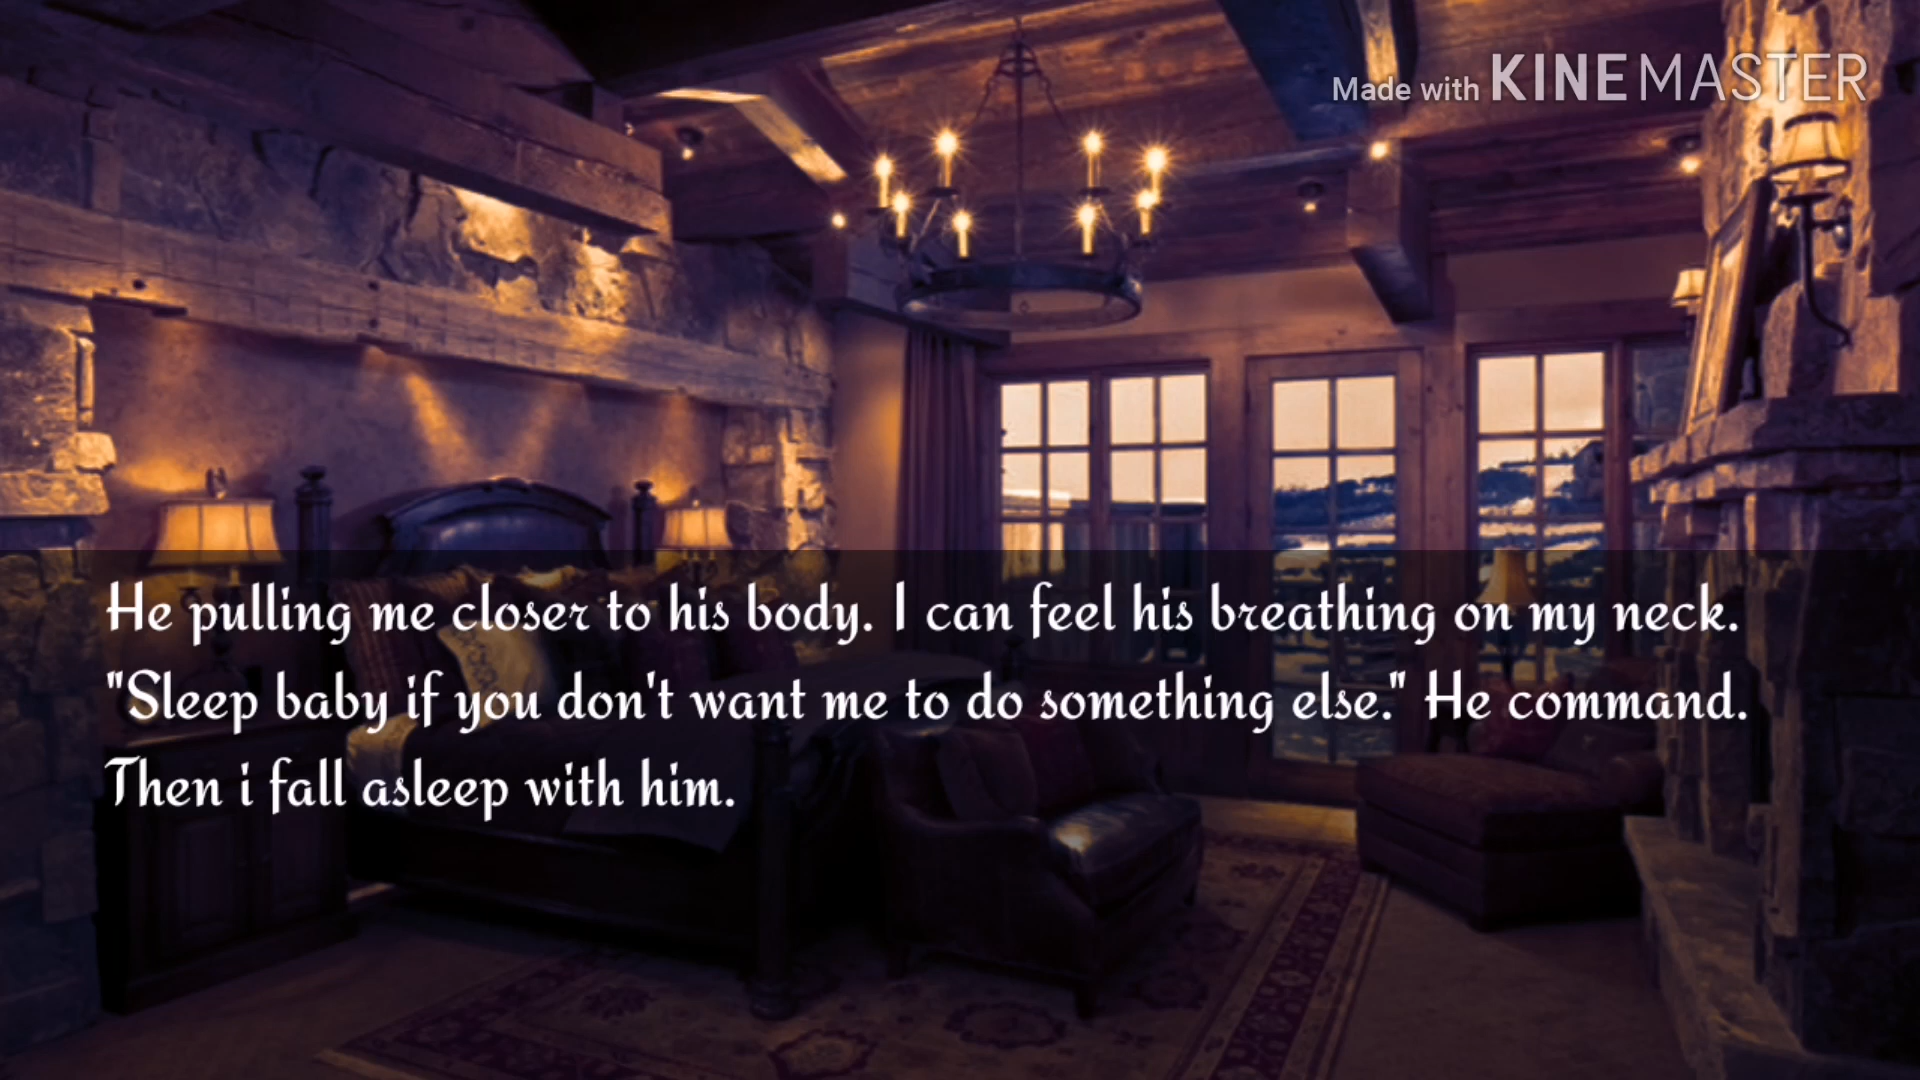 Made with KINEMASTER
He pulling me closer to his body. I can feel his breathing on my neck.
"Sleep baby if you don't want me to do something else." He command.
Then i fall asleep with him.